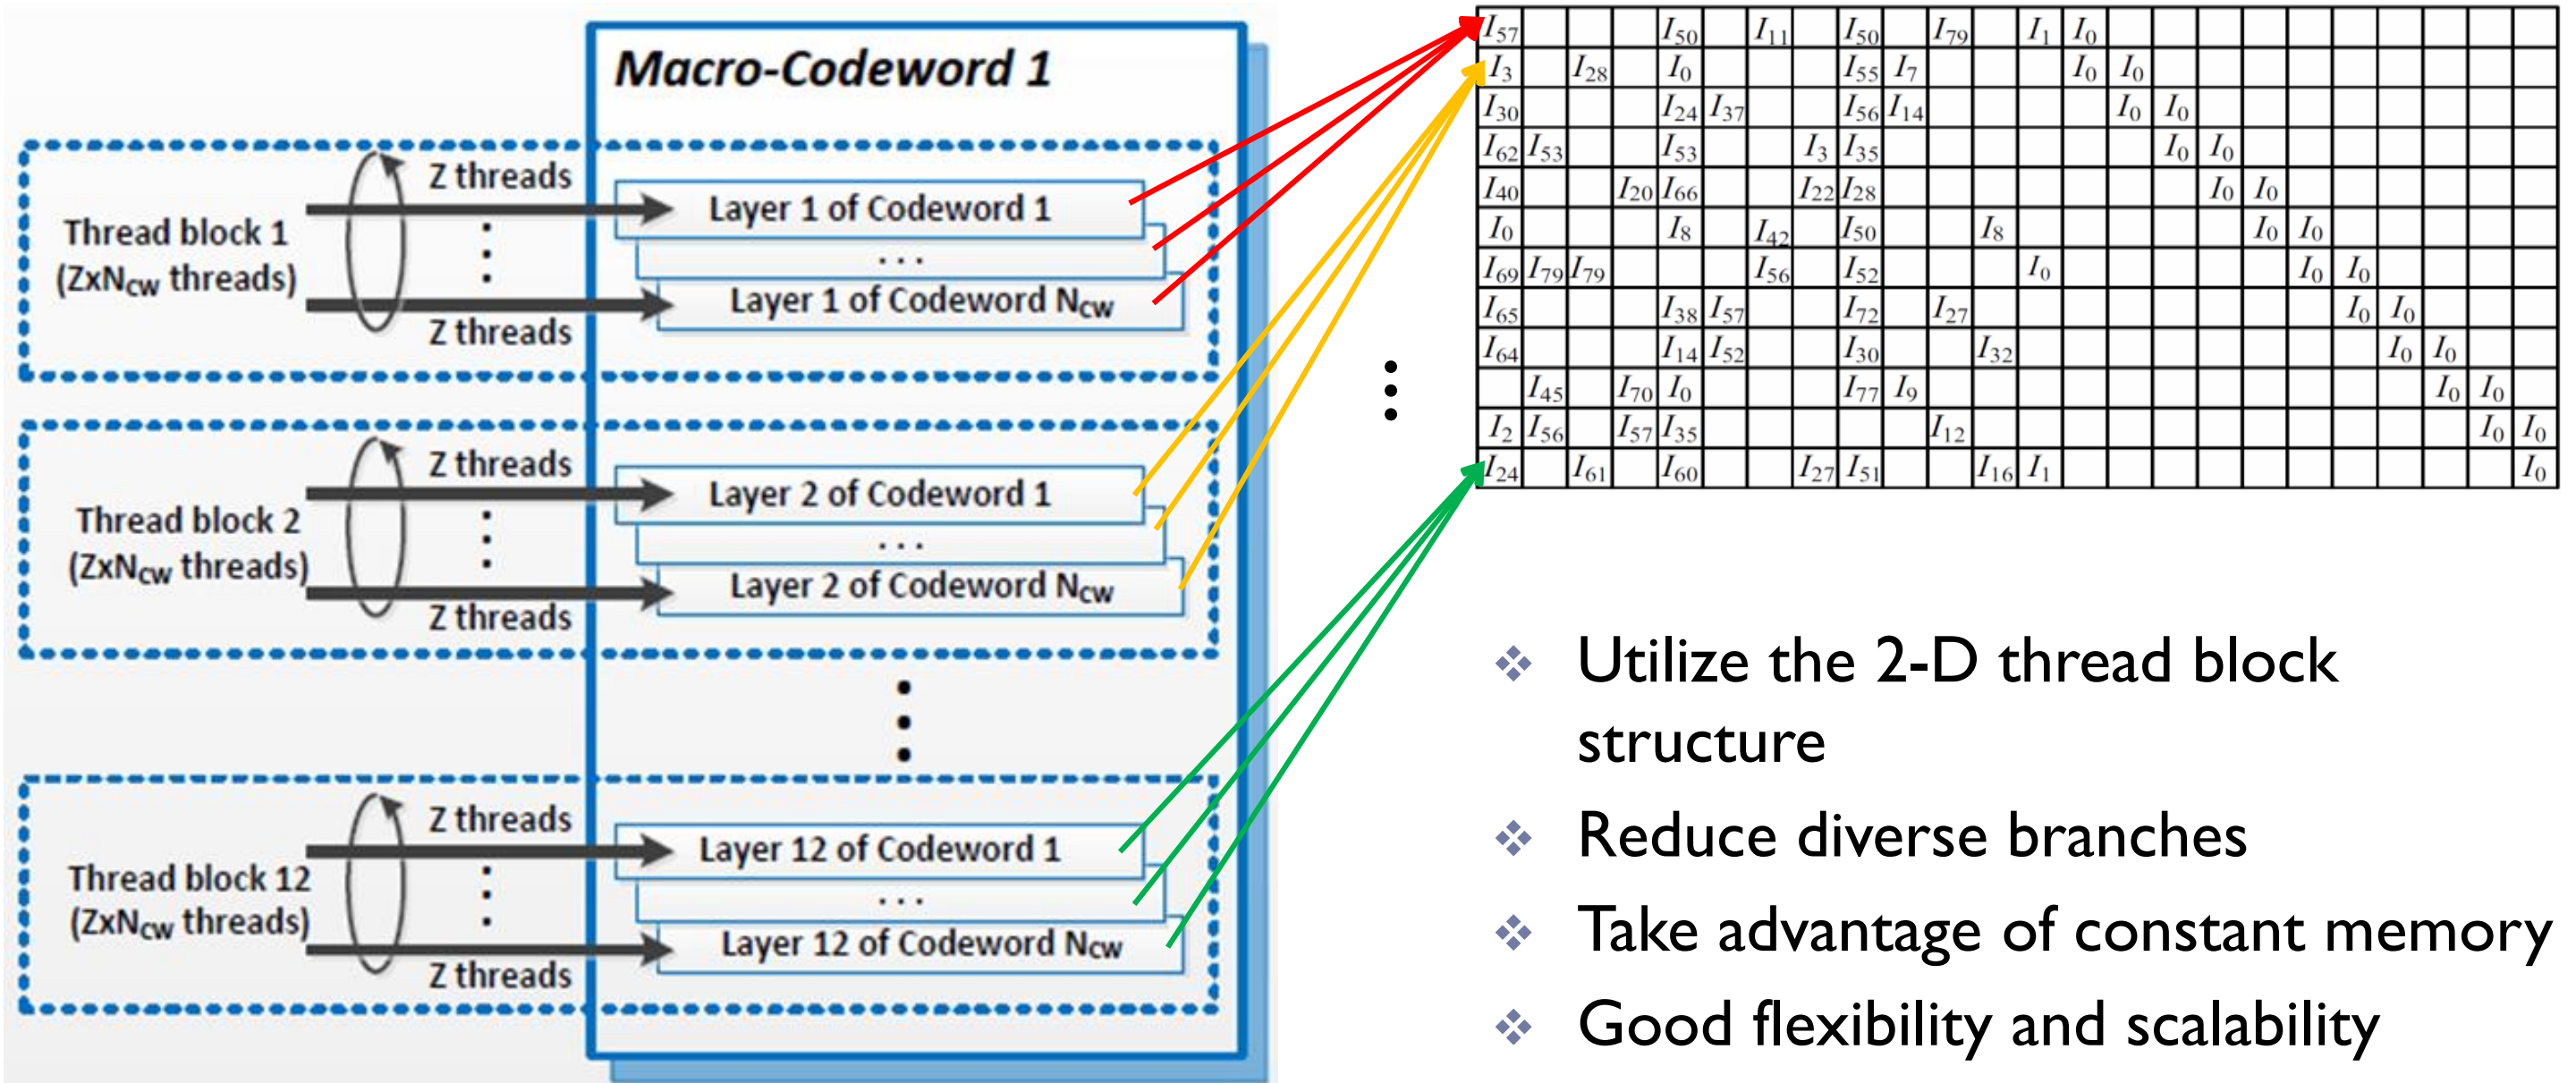 Macro-Codeword 1
Thread block 1
(ZxN_CW threads)
Z threads
Z threads
Layer 1 of Codeword 1
. . .
Layer 1 of Codeword N_CW
Thread block 2
(ZxN_CW threads)
Z threads
Z threads
Layer 2 of Codeword 1
. . .
Layer 2 of Codeword N_CW
Thread block 12
(ZxN_CW threads)
Z threads
Z threads
Layer 12 of Codeword 1
. . .
Layer 12 of Codeword N_CW
I57 I50 I11 I50 I79 I1 I0
I3 I28 I0 I55 I7 I0 I0
I30 I24 I37 I56 I14 I0 I0
I62 I53 I53 I3 I35 I0 I0
I40 I20 I66 I22 I28 I0 I0
I0 I8 I42 I50 I8 I0 I0
I69 I79 I79 I56 I52 I0 I0 I0
I65 I38 I57 I72 I27 I0 I0
I64 I14 I52 I30 I32 I0 I0
I45 I70 I0 I77 I9 I0 I0
I2 I56 I57 I35 I12 I0 I0
I24 I61 I60 I27 I51 I16 I1 I0
❖ Utilize the 2-D thread block
structure
❖ Reduce diverse branches
❖ Take advantage of constant memory
❖ Good flexibility and scalability